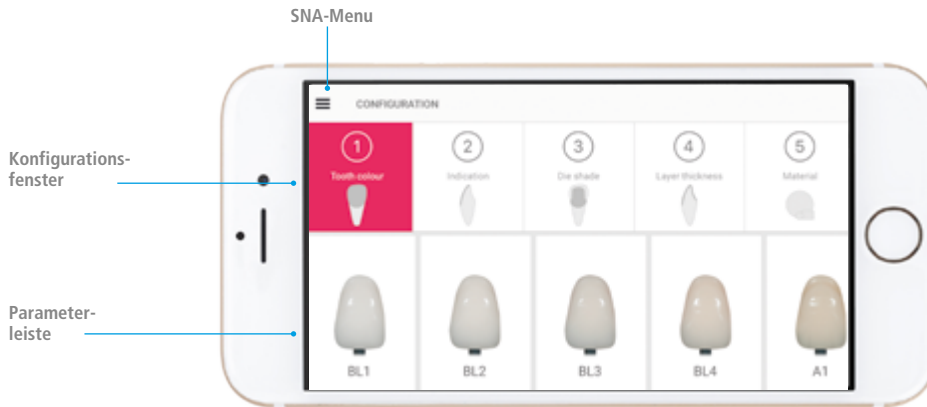 SNA-Menu
CONFIGURATION
1 2 3 4 5
Tooth colour Indication Die shade Layer thickness Material
Konfigurations-
fenster
Parameter-
leiste
BL1 BL2 BL3 BL4 A1